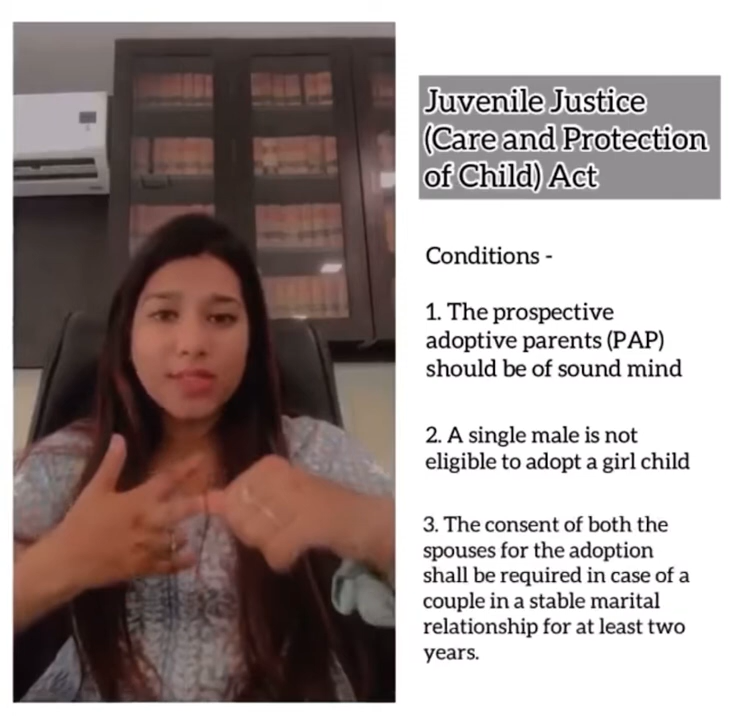 Juvenile Justice
(Care and Protection
of Child) Act
Conditions -
1. The prospective
adoptive parents (PAP)
should be of sound mind
2. A single male is not
eligible to adopt a girl child
3. The consent of both the
spouses for the adoption
shall be required in case of a
couple in a stable marital
relationship for at least two
years.